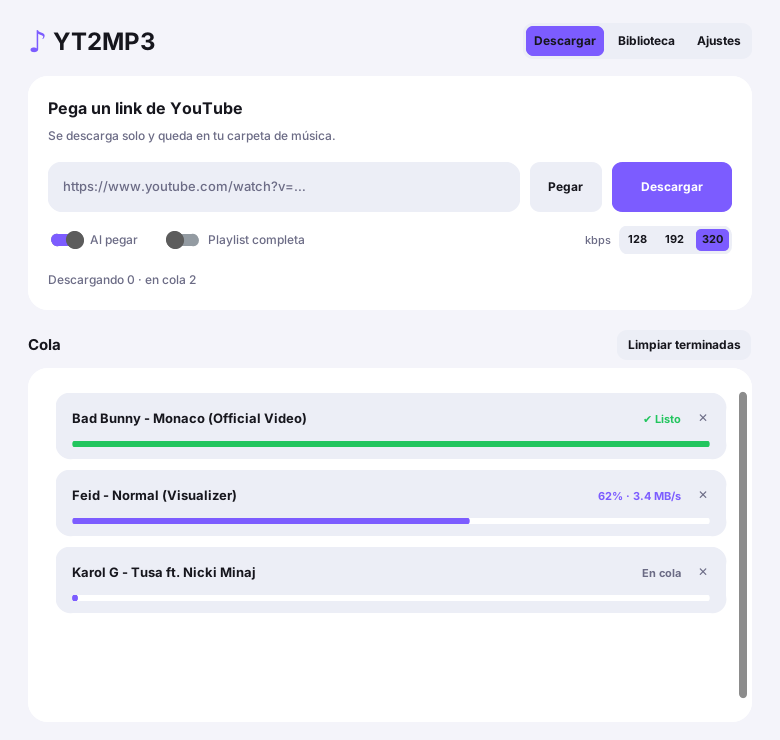 ♪ YT2MP3
Descargar Biblioteca Ajustes
Pega un link de YouTube
Se descarga solo y queda en tu carpeta de música.
https://www.youtube.com/watch?v=...
Pegar
Descargar
Al pegar
Playlist completa
kbps 128 192 320
Descargando 0 · en cola 2
Cola
Limpiar terminadas
Bad Bunny - Monaco (Official Video) ✔ Listo ×
Feid - Normal (Visualizer) 62% · 3.4 MB/s ×
Karol G - Tusa ft. Nicki Minaj En cola ×